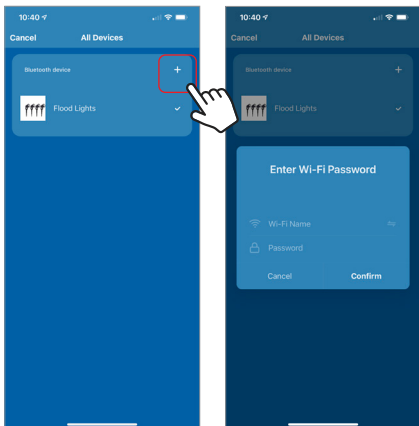 10:40
Cancel All Devices
Bluetooth device +
Flood Lights
10:40
Cancel All Devices
Bluetooth device +
Flood Lights
Enter Wi-Fi Password
Wi-Fi Name
Password
Cancel Confirm